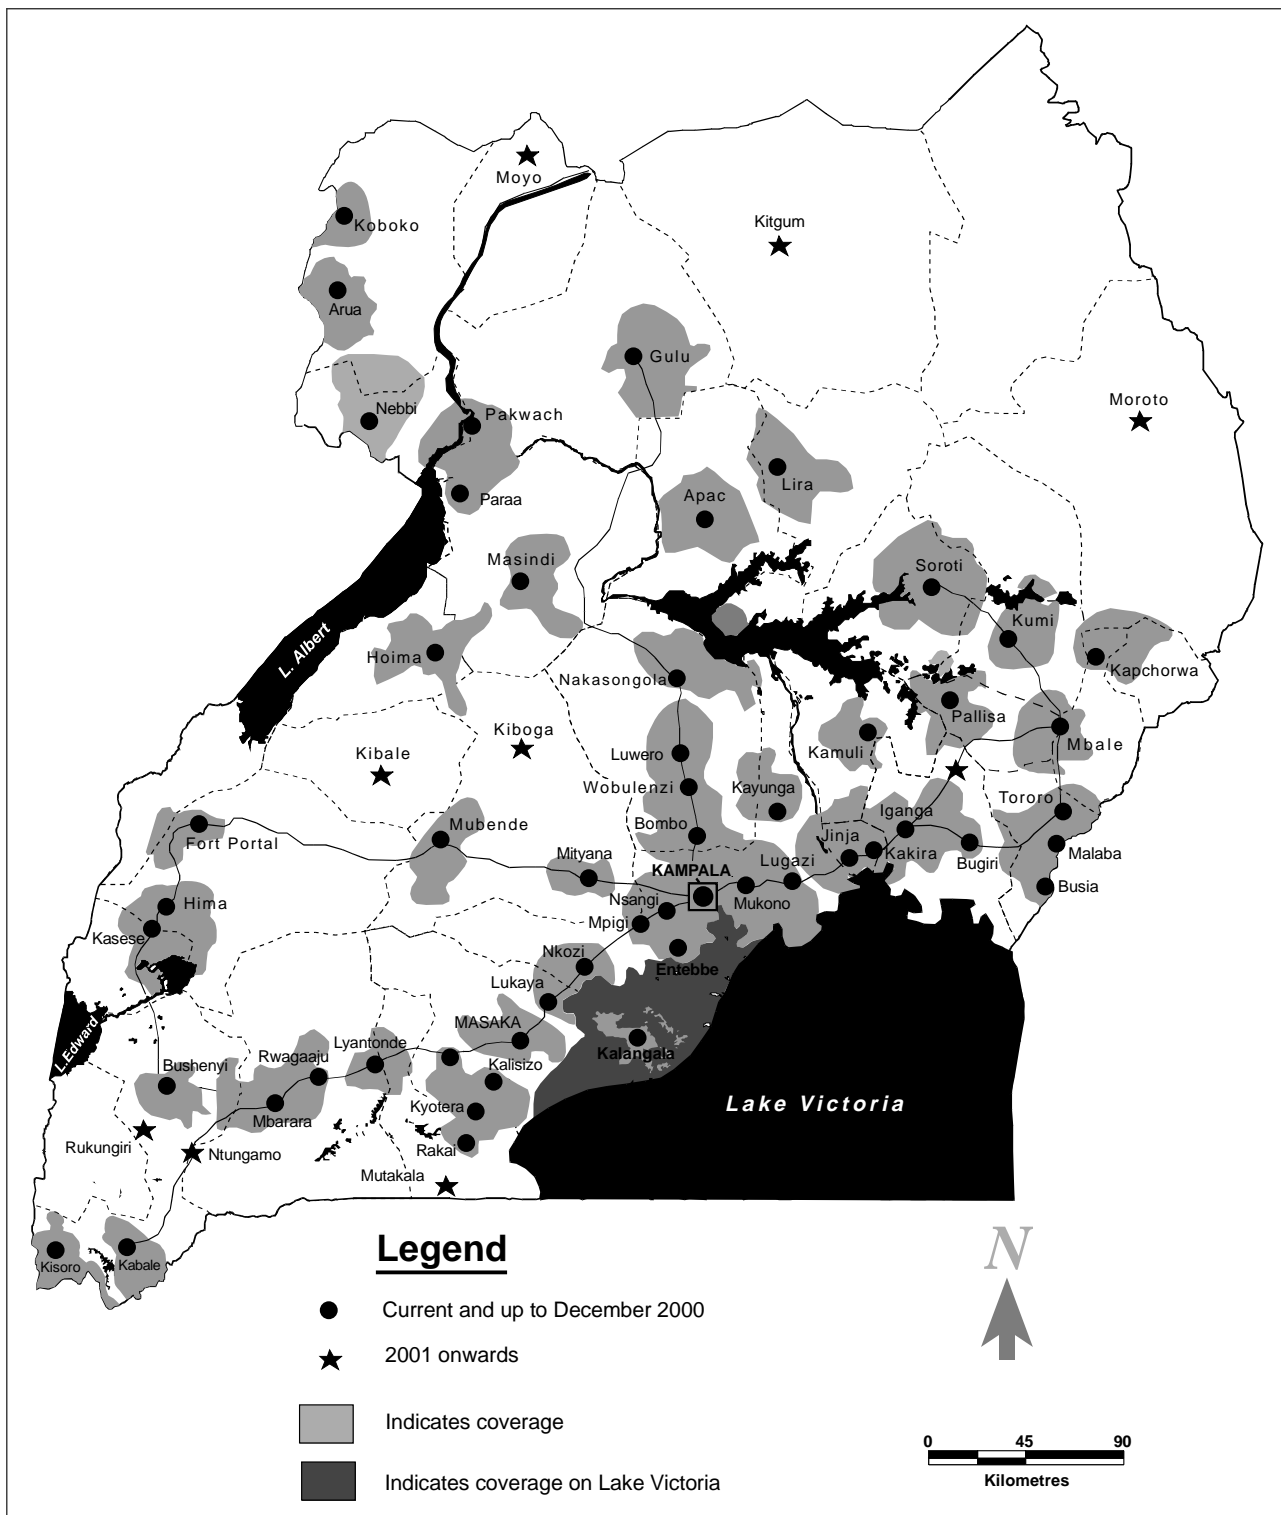 Moyo
Koboko
Kitgum
Arua
Gulu
Nebbi
Pakwach
Moroto
Lira
Paraa
Apac
Masindi
Soroti
Kumi
L. Albert
Hoima
Kapchorwa
Nakasongola
Pallisa
Kiboga
Mbale
Kibale
Luwero
Kamuli
Wobulenzi
Kayunga
Tororo
Iganga
Bombo
Mubende
Jinja
Fort Portal
Mityana
Lugazi
Kakira
Malaba
KAMPALA
Bugiri
Busia
Hima
Nsangi
Mukono
Mpigi
Kasese
Nkozi
Entebbe
Lukaya
MASAKA
L.Edward
Lyantonde
Rwagaaju
Kalangala
Bushenyi
Kalisizo
Kyotera
Lake Victoria
Mbarara
Rukungiri
Ntungamo
Rakai
Mutakala
Kisoro
Kabale
N
Legend
Current and up to December 2000
2001 onwards
Indicates coverage
Indicates coverage on Lake Victoria
0 45 90
Kilometres